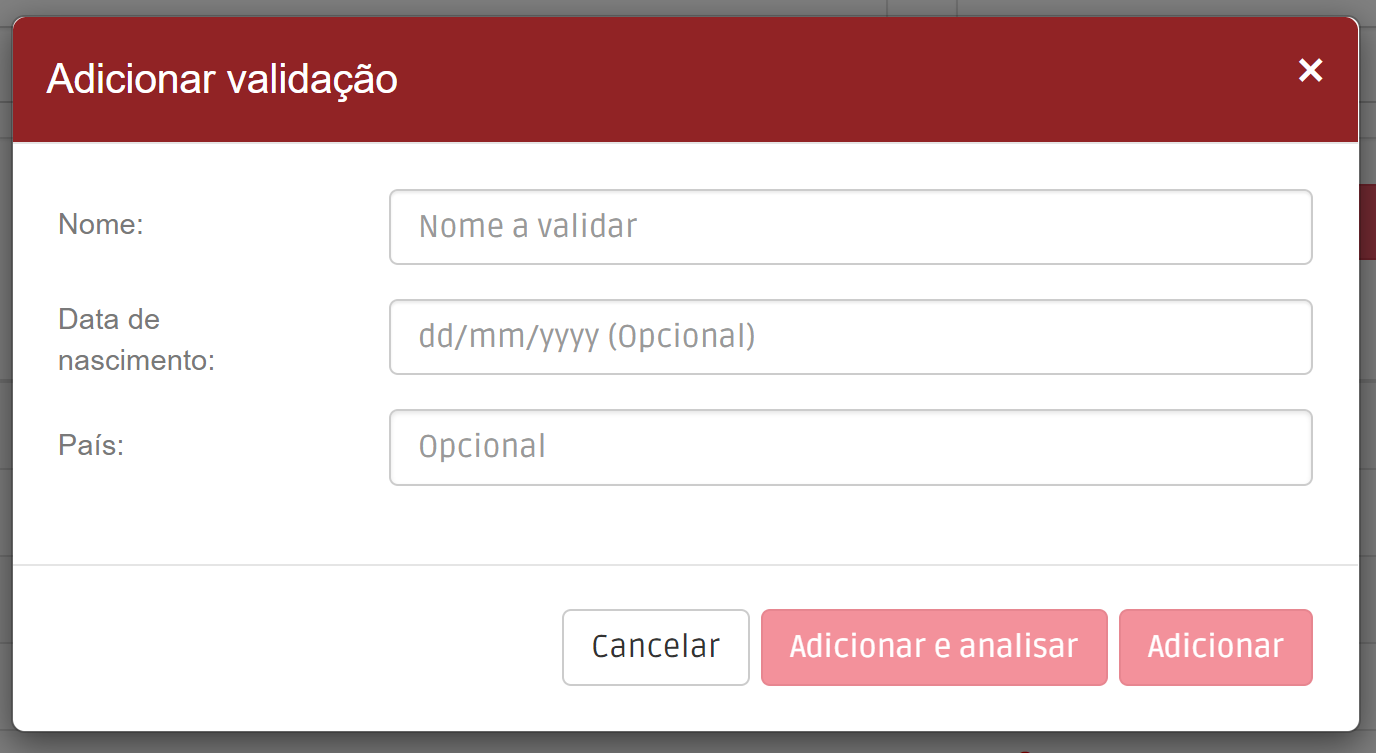 Adicionar validação
×
Nome:
Nome a validar
Data de
nascimento:
dd/mm/yyyy (Opcional)
País:
Opcional
Cancelar
Adicionar e analisar
Adicionar